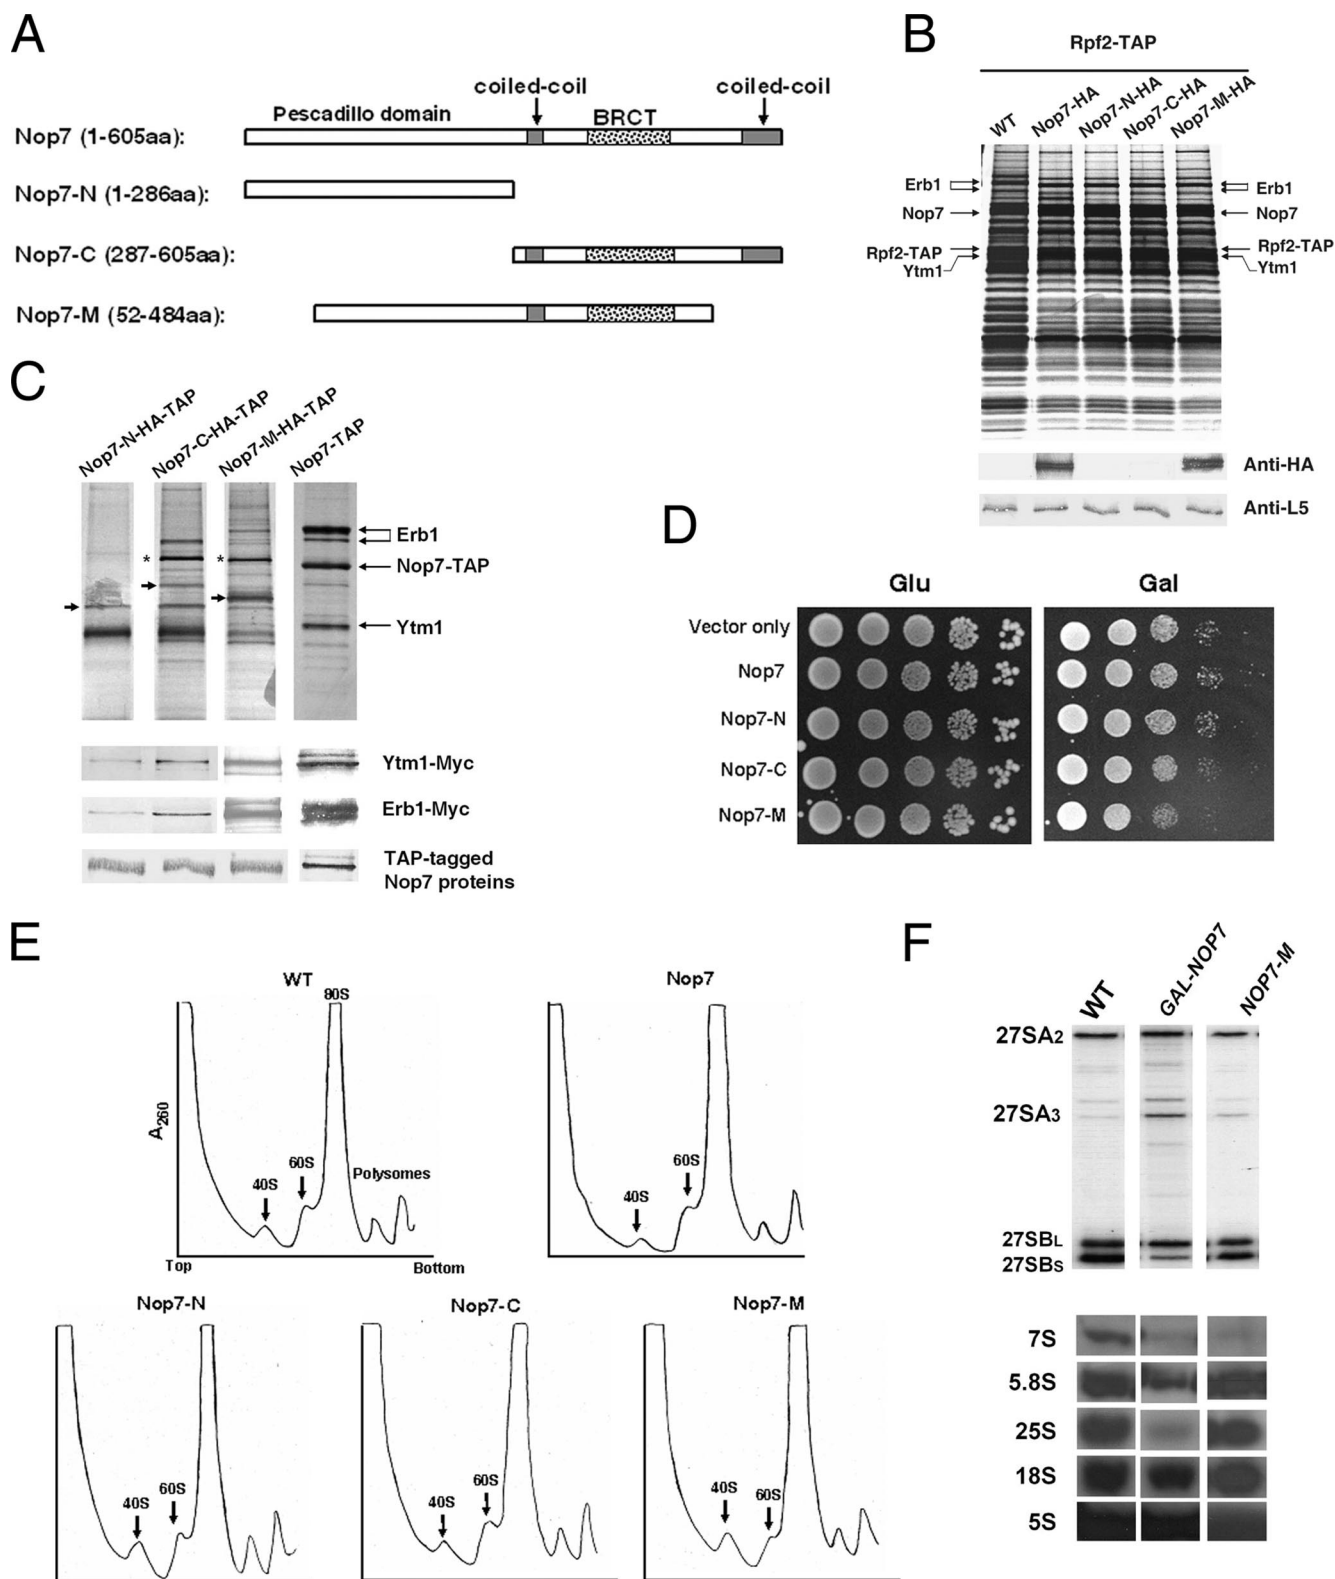 A
coiled-coil
coiled-coil
Pescadillo domain
BRCT
Nop7 (1-605aa):
Nop7-N (1-286aa):
Nop7-C (287-605aa):
Nop7-M (52-484aa):
B
Rpf2-TAP
WT
Nop7-HA
Nop7-N-HA
Nop7-C-HA
Nop7-M-HA
Erb1
Erb1
Nop7
Nop7
Rpf2-TAP
Rpf2-TAP
Ytm1
Ytm1
Anti-HA
Anti-L5
C
Nop7-N-HA-TAP
Nop7-C-HA-TAP
Nop7-M-HA-TAP
Nop7-TAP
Erb1
*
*
Nop7-TAP
Ytm1
Ytm1-Myc
Erb1-Myc
TAP-tagged
Nop7 proteins
D
Glu
Gal
Vector only
Nop7
Nop7-N
Nop7-C
Nop7-M
E
WT
80S
A260
60S
40S
Polysomes
Top
Bottom
Nop7
60S
40S
Nop7-N
60S
40S
Nop7-C
60S
40S
Nop7-M
40S
60S
F
WT
GAL-NOP7
NOP7-M
27SA2
27SA3
27SBL
27SBS
7S
5.8S
25S
18S
5S